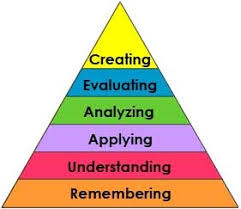 Creating
Evaluating
Analyzing
Applying
Understanding
Remembering